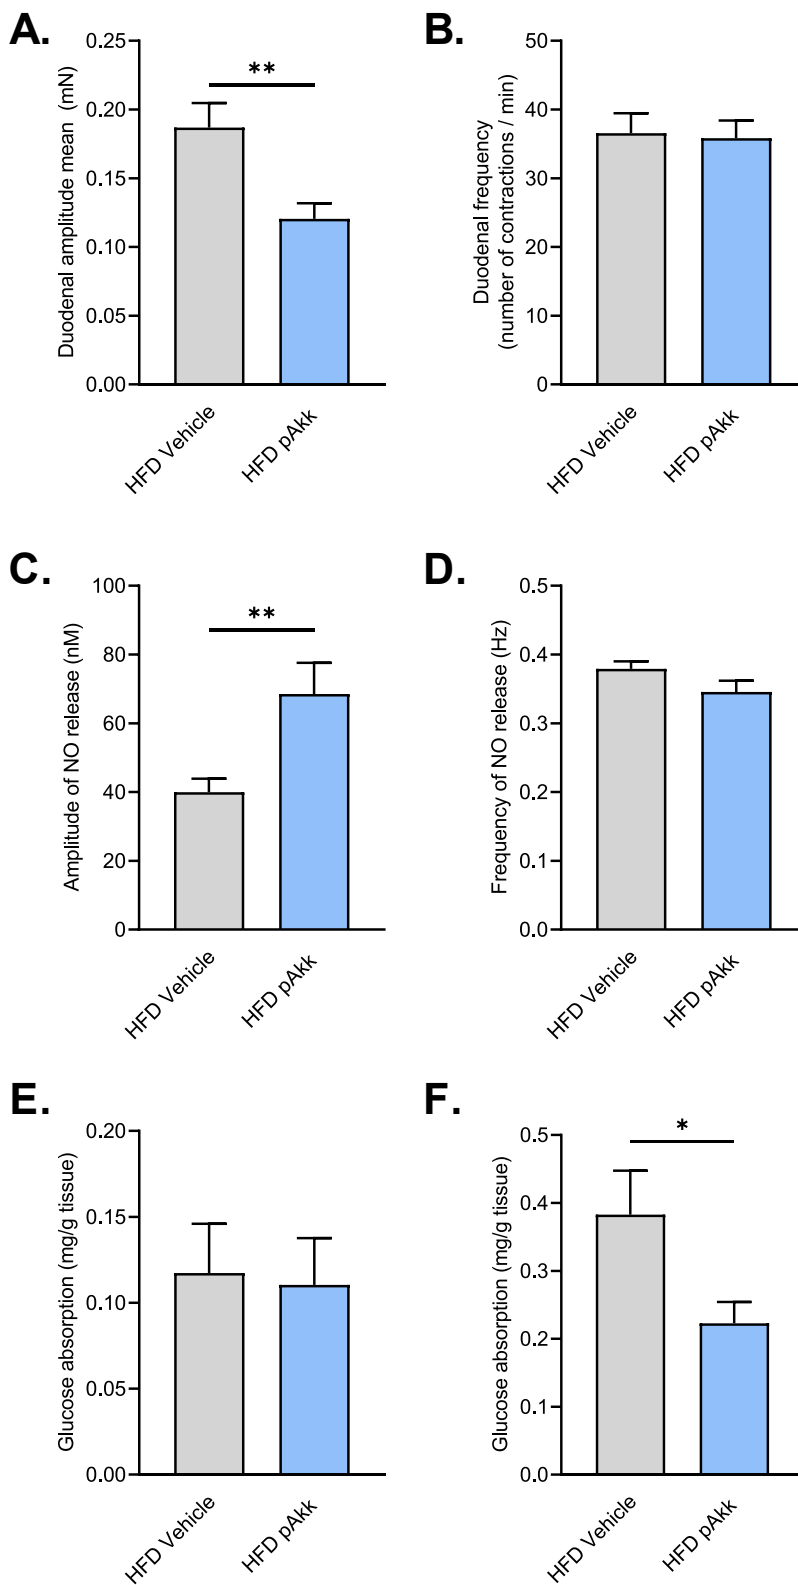 A.
Duodenal amplitude mean (mN)
0.25
0.20
0.15
0.10
0.05
0.00
**
HFD Vehicle
HFD pAkk
B.
Duodenal frequency
(number of contractions / min)
50
40
30
20
10
0
HFD Vehicle
HFD pAkk
C.
Amplitude of NO release (nM)
100
80
60
40
20
0
**
HFD Vehicle
HFD pAkk
D.
Frequency of NO release (Hz)
0.5
0.4
0.3
0.2
0.1
0.0
HFD Vehicle
HFD pAkk
E.
Glucose absorption (mg/g tissue)
0.20
0.15
0.10
0.05
0.00
HFD Vehicle
HFD pAkk
F.
Glucose absorption (mg/g tissue)
0.5
0.4
0.3
0.2
0.1
0.0
*
HFD Vehicle
HFD pAkk